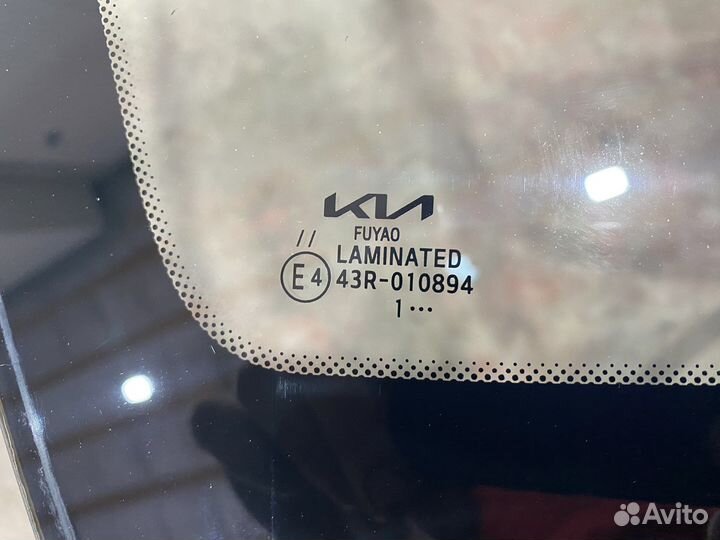 KIA
FUYAO
//
LAMINATED
E4 43R-010894
1 •••
Avito